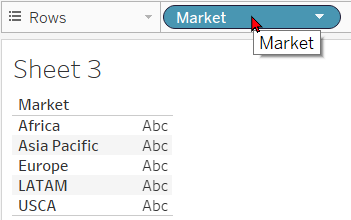 Rows Market
Market
Sheet 3
Market
Africa Abc
Asia Pacific Abc
Europe Abc
LATAM Abc
USCA Abc